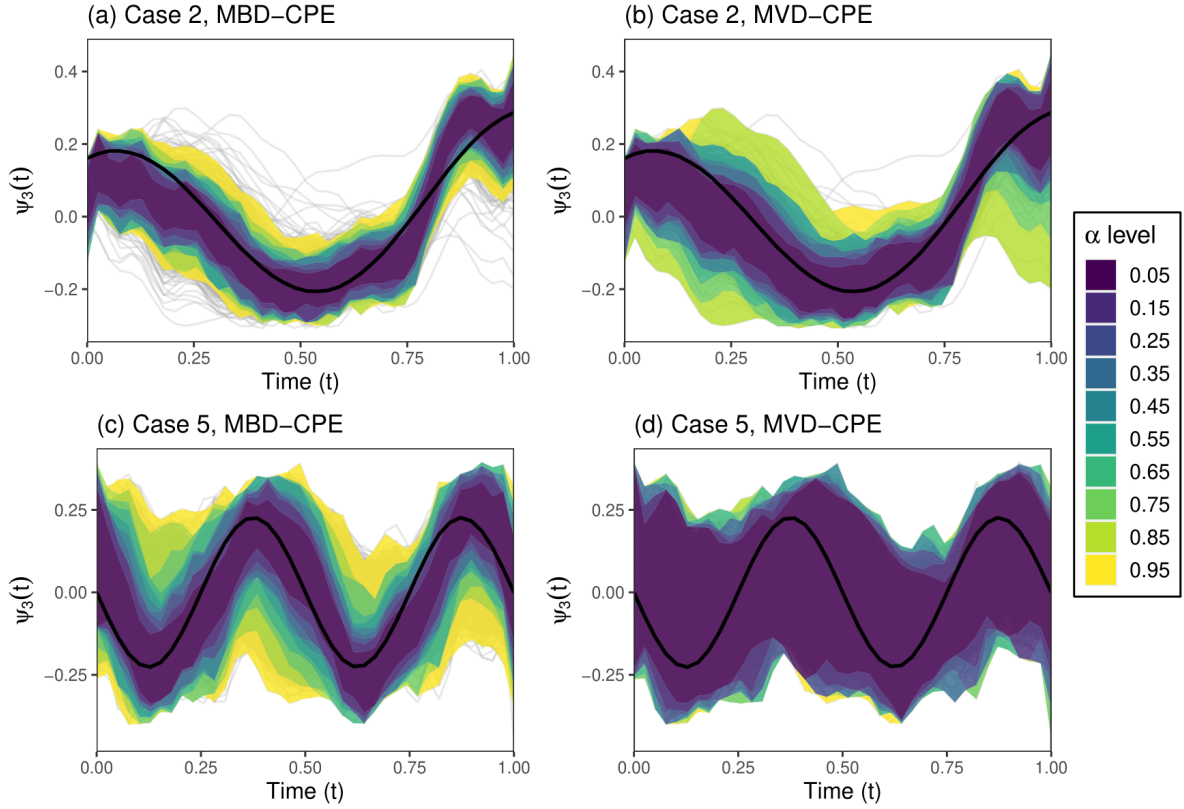 (a) Case 2, MBD−CPE
(b) Case 2, MVD−CPE
0.4
0.2
0.0
−0.2
ψ3(t)
0.00 0.25 0.50 0.75 1.00
Time (t)
0.4
0.2
0.0
−0.2
ψ3(t)
0.00 0.25 0.50 0.75 1.00
Time (t)
(c) Case 5, MBD−CPE
(d) Case 5, MVD−CPE
0.25
0.00
−0.25
ψ3(t)
0.00 0.25 0.50 0.75 1.00
Time (t)
0.25
0.00
−0.25
ψ3(t)
0.00 0.25 0.50 0.75 1.00
Time (t)
α level
0.05
0.15
0.25
0.35
0.45
0.55
0.65
0.75
0.85
0.95